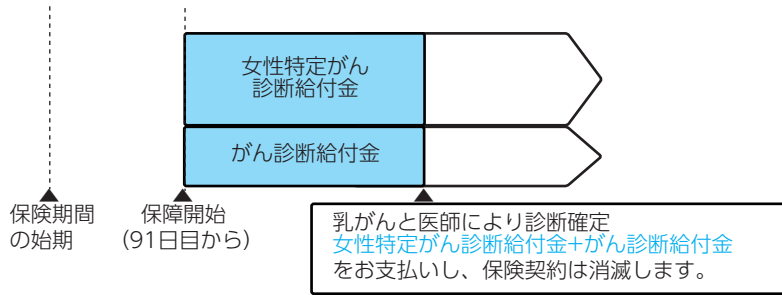 女性特定がん
診断給付金
がん診断給付金
保険期間
の始期
保障開始
(91日目から)
乳がんと医師により診断確定
女性特定がん診断給付金+がん診断給付金
をお支払いし、保険契約は消滅します。